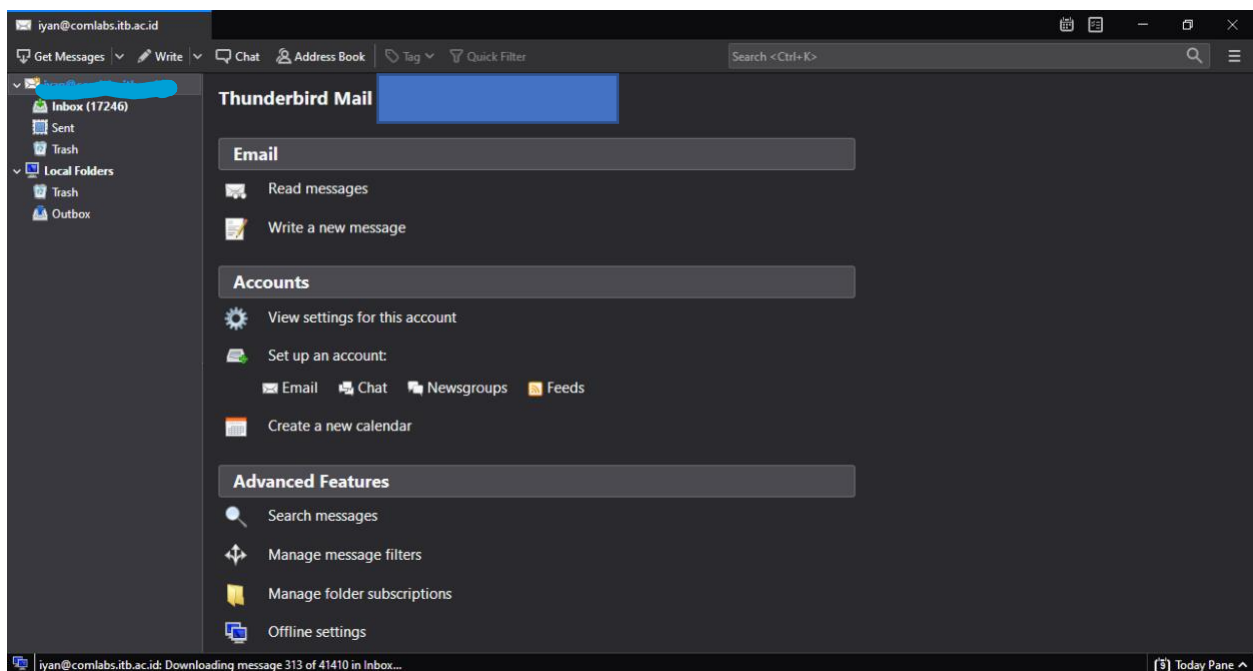 iyan@comlabs.itb.ac.id
Get Messages Write Chat Address Book Tag Quick Filter Search <Ctrl+K>
Inbox (17246)
Sent
Trash
Local Folders
Trash
Outbox
Thunderbird Mail
Email
Read messages
Write a new message
Accounts
View settings for this account
Set up an account:
Email Chat Newsgroups Feeds
Create a new calendar
Advanced Features
Search messages
Manage message filters
Manage folder subscriptions
Offline settings
iyan@comlabs.itb.ac.id: Downloading message 313 of 41410 in Inbox... Today Pane